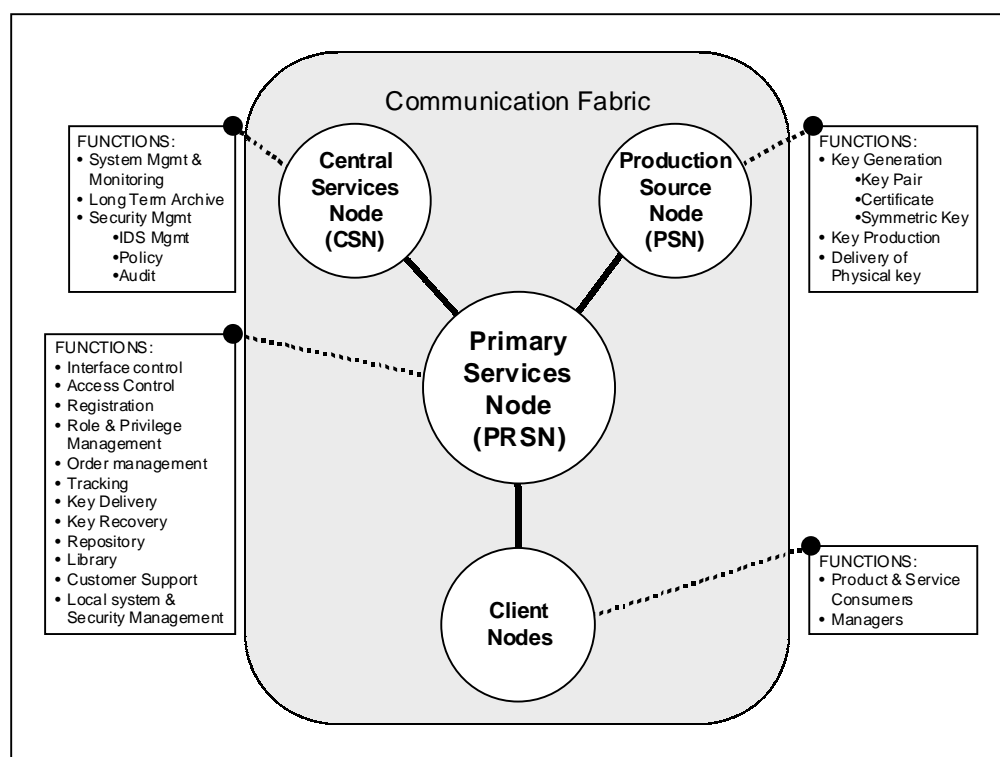 Communication Fabric
FUNCTIONS:
• System Mgmt &
Monitoring
• Long Term Archive
• Security Mgmt
•IDS Mgmt
•Policy
•Audit
Central
Services
Node
(CSN)
Production
Source
Node
(PSN)
FUNCTIONS:
• Key Generation
•Key Pair
•Certificate
•Symmetric Key
• Key Production
• Delivery of
Physical key
FUNCTIONS:
• Interface control
• Access Control
• Registration
• Role & Privilege
Management
• Order management
• Tracking
• Key Delivery
• Key Recovery
• Repository
• Library
• Customer Support
• Local system &
Security Management
Primary
Services
Node
(PRSN)
Client
Nodes
FUNCTIONS:
• Product & Service
Consumers
• Managers